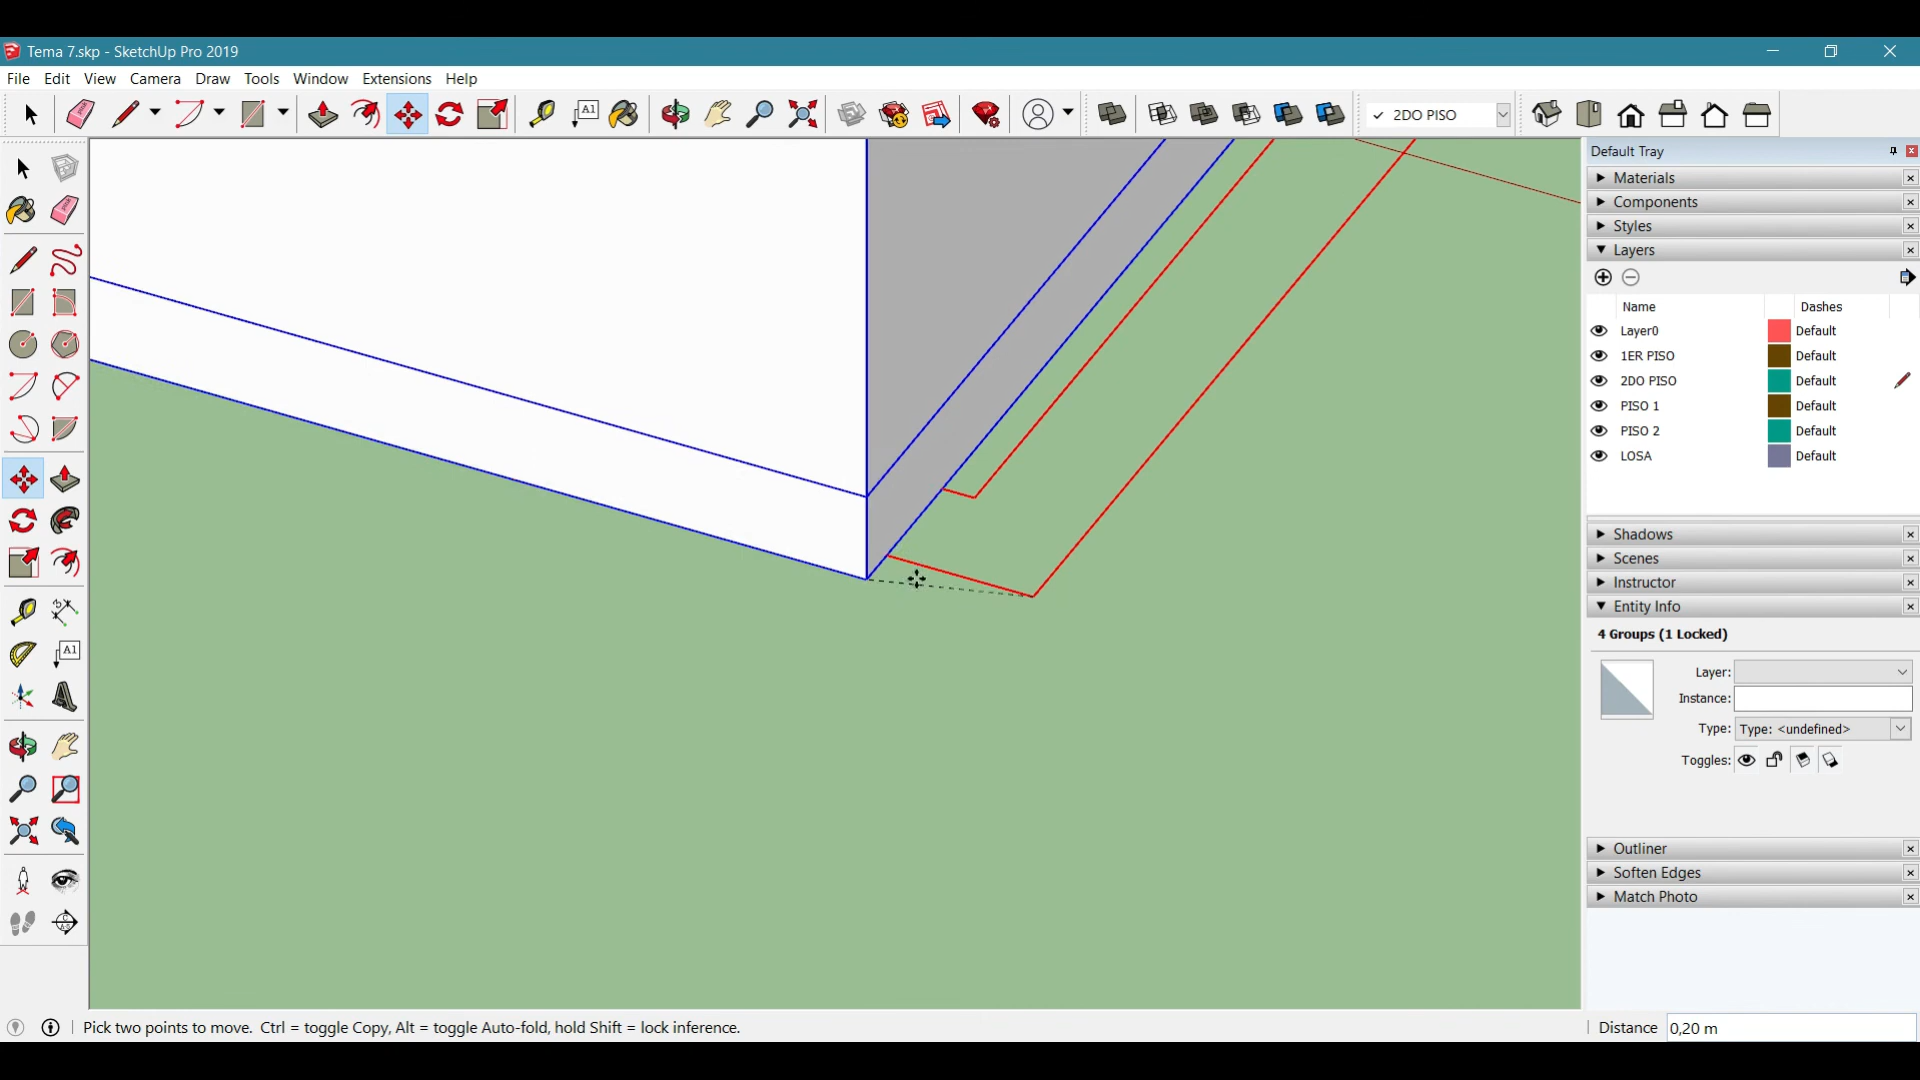 Tema 7.skp - SketchUp Pro 2019
File Edit View Camera Draw Tools Window Extensions Help
A1
✓ 2DO PISO
Default Tray
Materials
Components
Styles
Layers
Name Dashes
Layer0 Default
1ER PISO Default
2DO PISO Default
PISO 1 Default
PISO 2 Default
LOSA Default
Shadows
Scenes
Instructor
Entity Info
4 Groups (1 Locked)
Layer:
Instance:
Type: Type: <undefined>
Toggles:
Outliner
Soften Edges
Match Photo
A1
Pick two points to move. Ctrl = toggle Copy, Alt = toggle Auto-fold, hold Shift = lock inference.
Distance 0,20 m